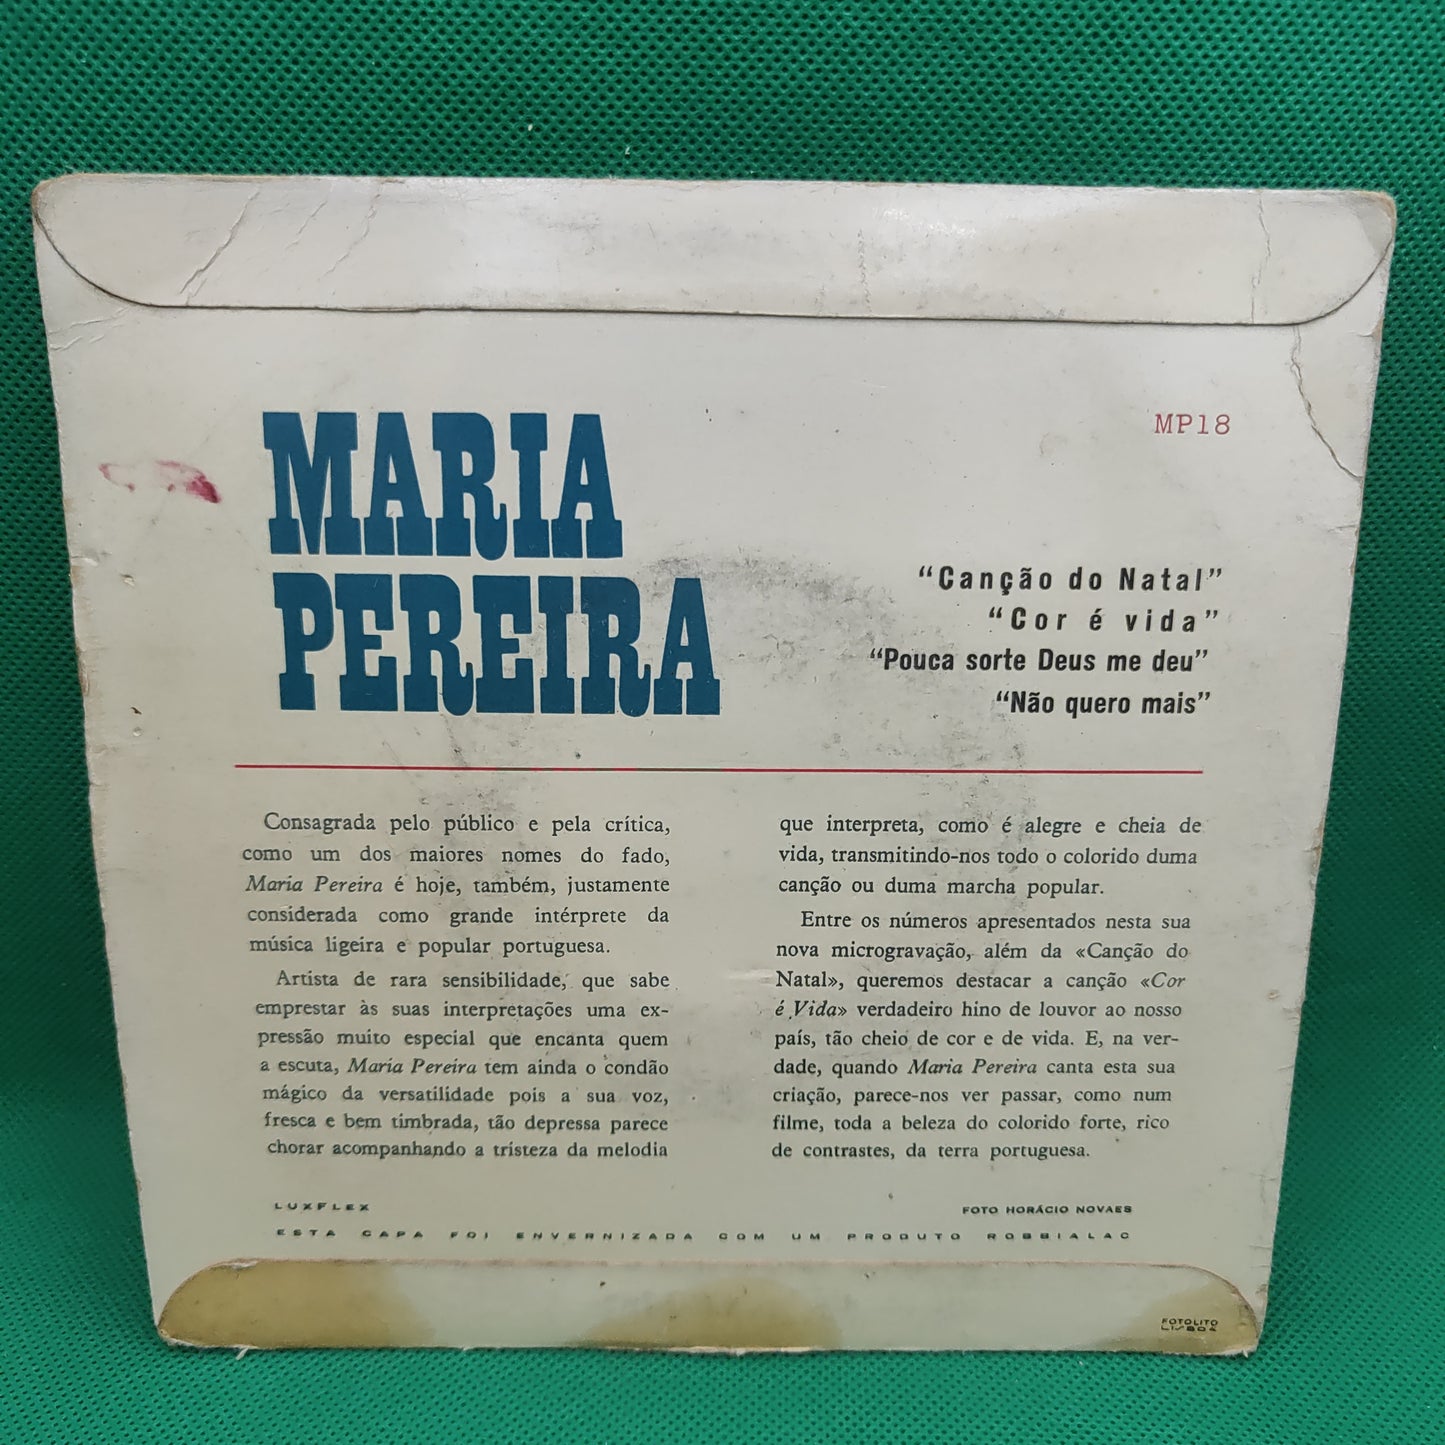 MARIA
PEREIRA
MP18
“Canção do Natal”
“Cor é vida”
“Pouca sorte Deus me deu”
“Não quero mais”
Consagrada pelo público e pela crítica,
como um dos maiores nomes do fado,
Maria Pereira é hoje, também, justamente
considerada como grande intérprete da
música ligeira e popular portuguesa.
Artista de rara sensibilidade, que sabe
emprestar às suas interpretações uma ex-
pressão muito especial que encanta quem
a escuta, Maria Pereira tem ainda o condão
mágico da versatilidade pois a sua voz,
fresca e bem timbrada, tão depressa parece
chorar acompanhando a tristeza da melodia
que interpreta, como é alegre e cheia de
vida, transmitindo-nos todo o colorido duma
canção ou duma marcha popular.
Entre os números apresentados nesta sua
nova microgravação, além da «Canção do
Natal», queremos destacar a canção «Cor
é Vida» verdadeiro hino de louvor ao nosso
país, tão cheio de cor e de vida. E, na ver-
dade, quando Maria Pereira canta esta sua
criação, parece-nos ver passar, como num
filme, toda a beleza do colorido forte, rico
de contrastes, da terra portuguesa.
LUXFLEX
FOTO HORÁCIO NOVAES
ESTA CAPA FOI ENVERNIZADA COM UM PRODUTO ROBBIALAC
FOTOLITO
LISBOA